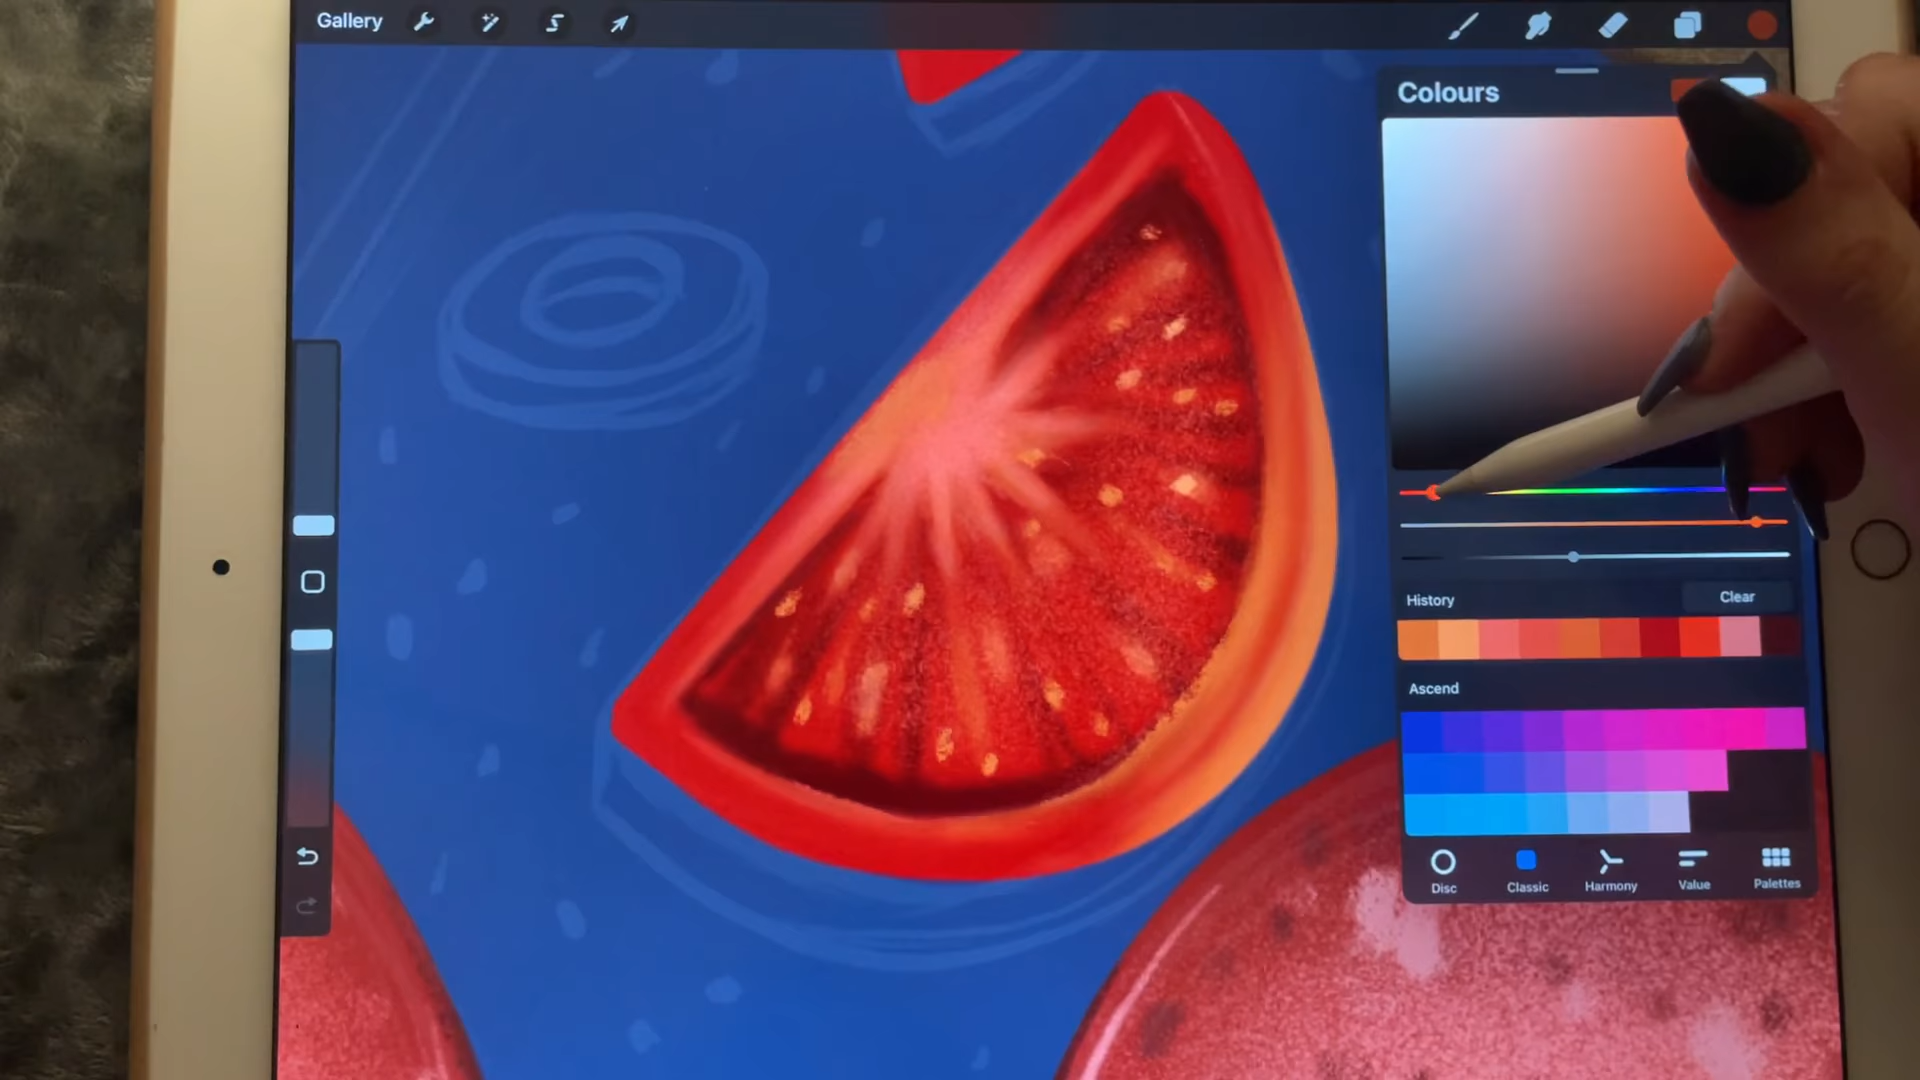 Gallery
Colours
History
Clear
Ascend
Disc
Classic
Harmony
Value
Palettes